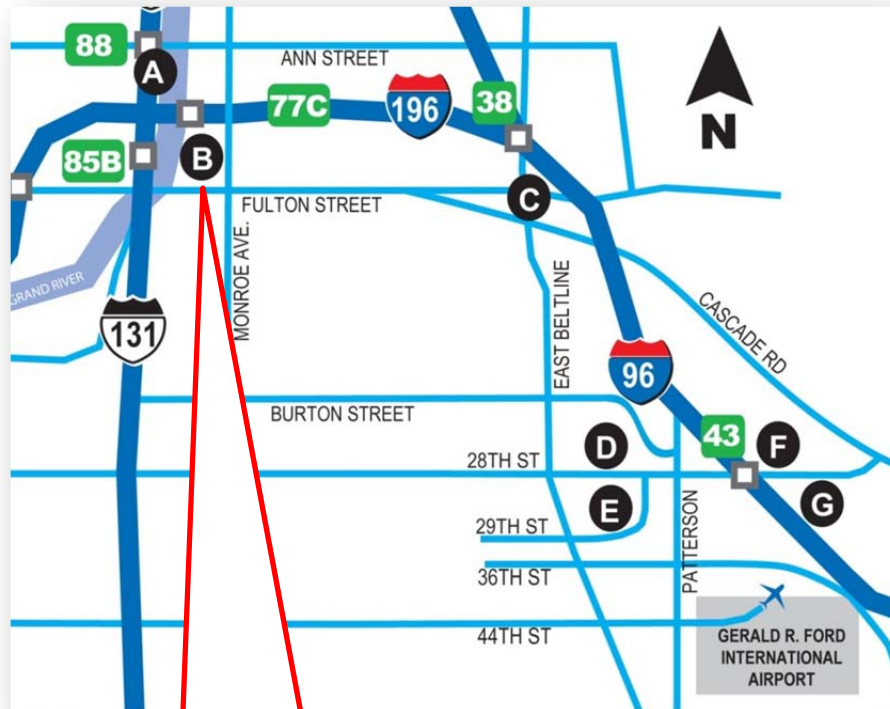 88
ANN STREET
A
77C
196
38
N
85B
B
FULTON STREET
C
GRAND RIVER
MONROE AVE.
131
EAST BELTLINE
CASCADE RD
96
BURTON STREET
43
D
F
28TH ST
E
G
29TH ST
PATTERSON
36TH ST
44TH ST
GERALD R. FORD
INTERNATIONAL
AIRPORT